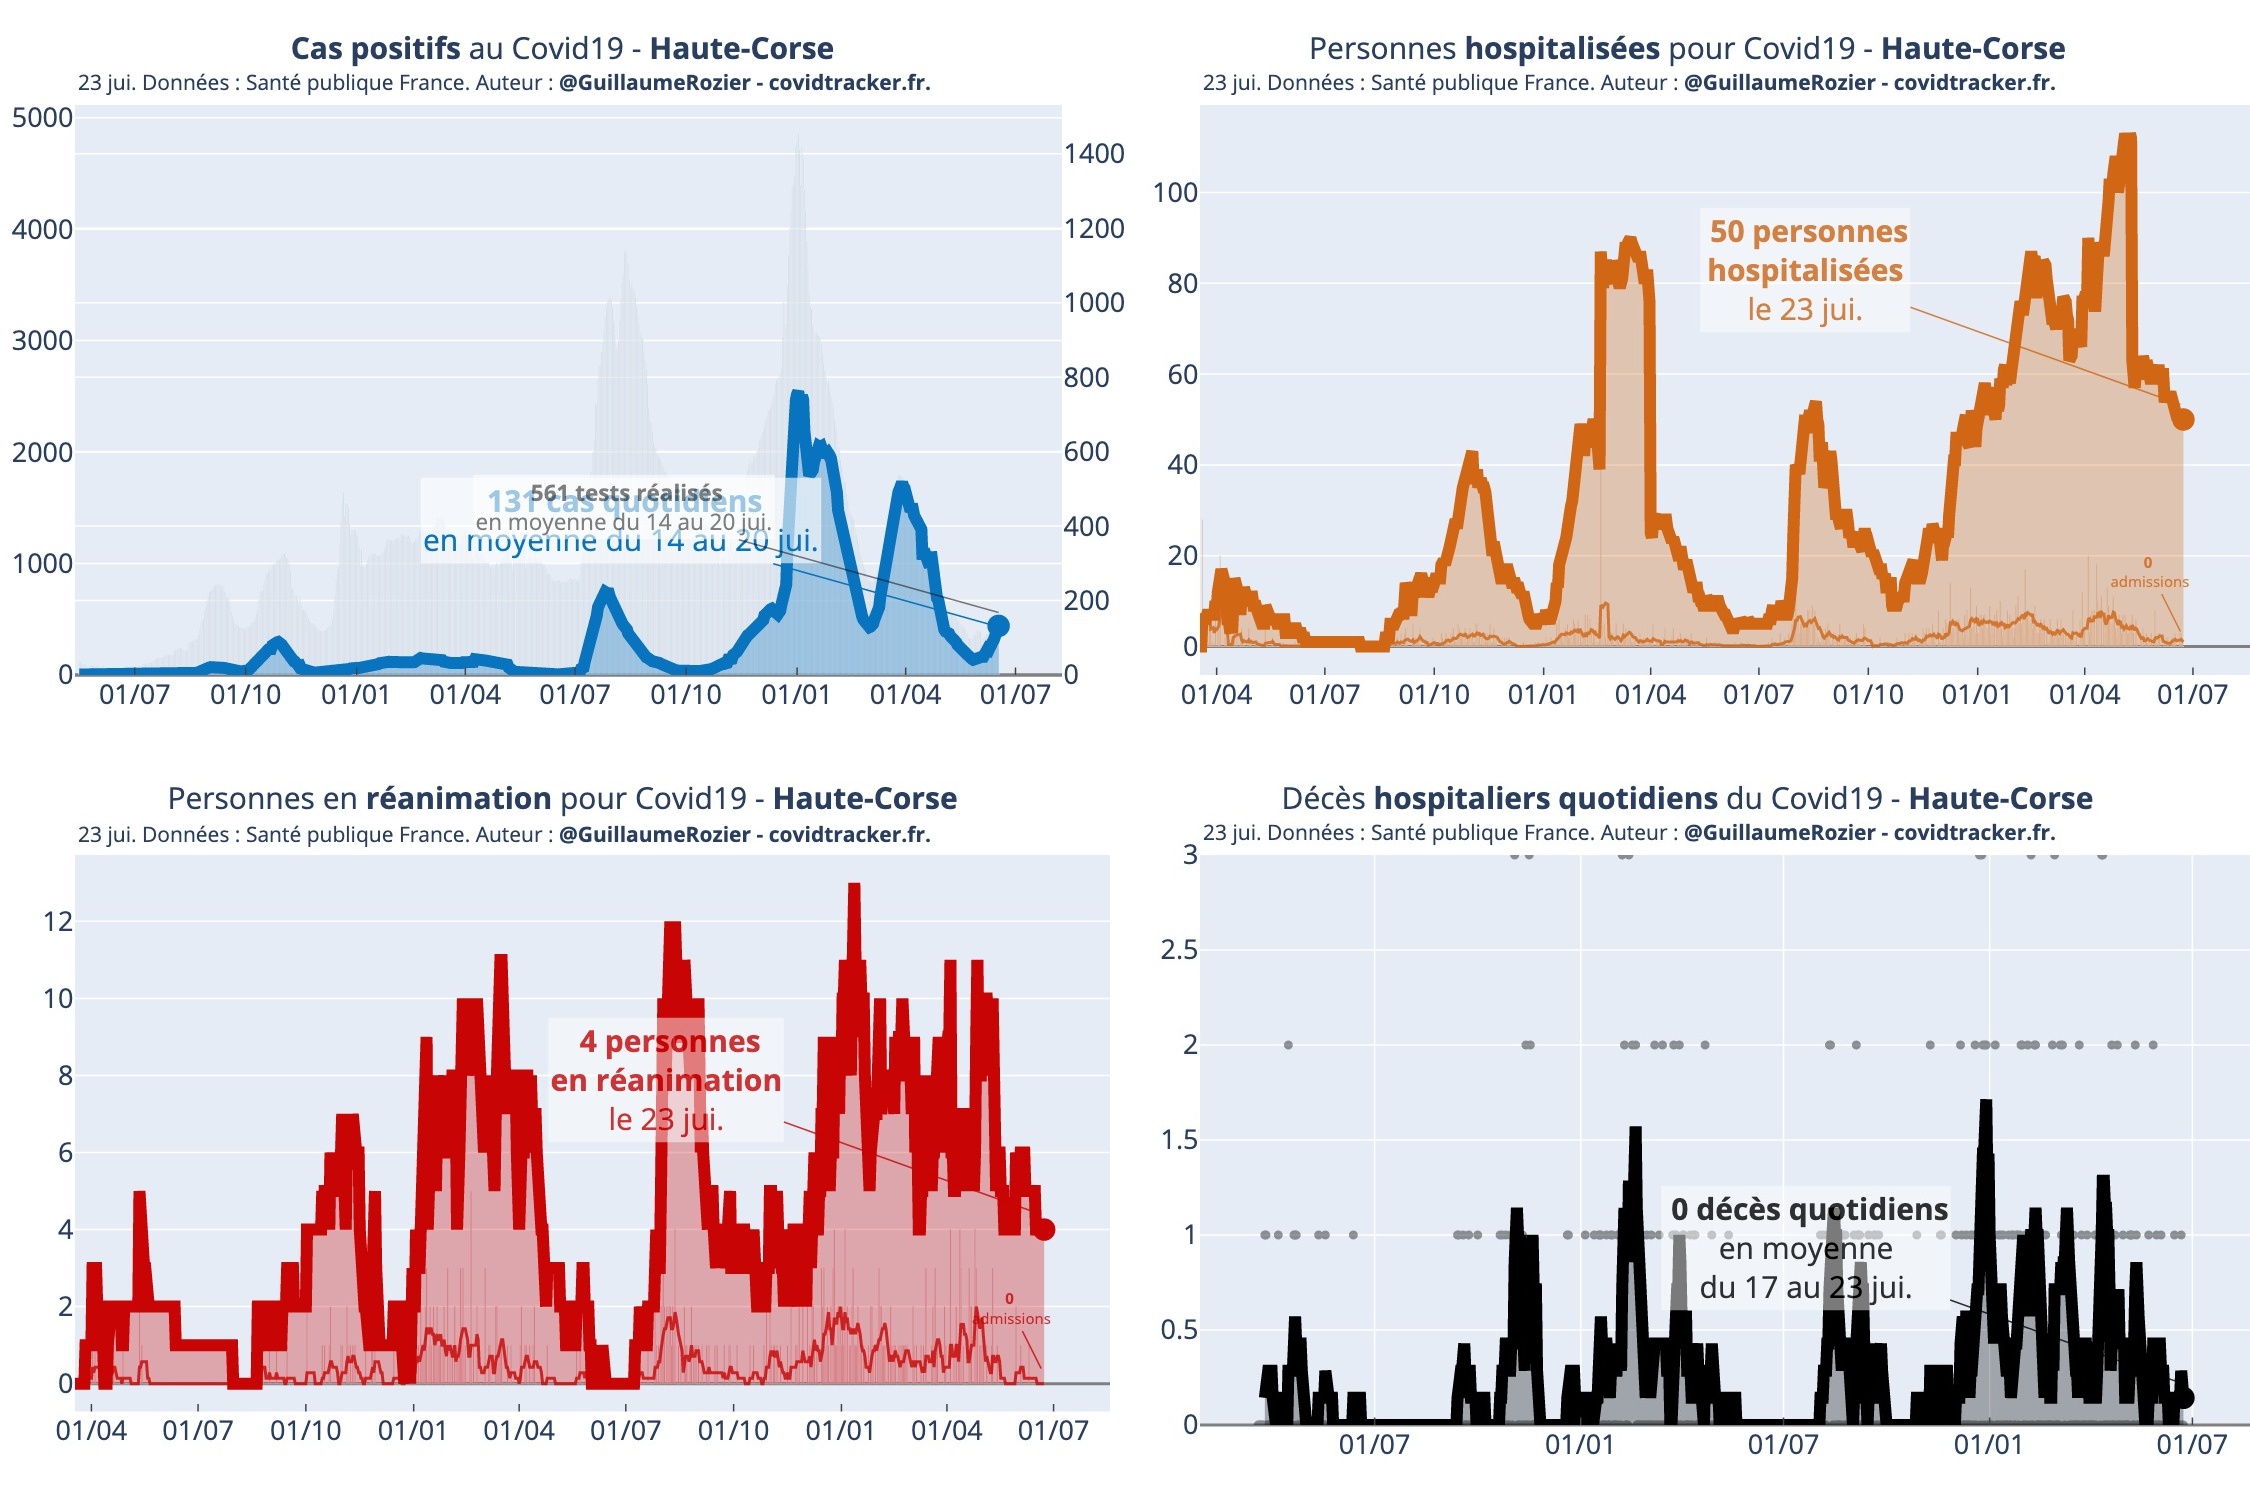 Cas positifs au Covid19 - Haute-Corse
23 jui. Données : Santé publique France. Auteur : @GuillaumeRozier - covidtracker.fr.
5000
4000
3000
2000
1000
0
1400
1200
1000
800
600
400
200
0
561 tests réalisés
131 cas quotidiens
en moyenne du 14 au 20 jui.
en moyenne du 14 au 20 jui.
01/07 01/10 01/01 01/04 01/07 01/10 01/01 01/04 01/07
Personnes hospitalisées pour Covid19 - Haute-Corse
23 jui. Données : Santé publique France. Auteur : @GuillaumeRozier - covidtracker.fr.
100
80
60
40
20
0
50 personnes
hospitalisées
le 23 jui.
0
admissions
01/04 01/07 01/10 01/01 01/04 01/07 01/10 01/01 01/04 01/07
Personnes en réanimation pour Covid19 - Haute-Corse
23 jui. Données : Santé publique France. Auteur : @GuillaumeRozier - covidtracker.fr.
12
10
8
6
4
2
0
4 personnes
en réanimation
le 23 jui.
0
admissions
01/04 01/07 01/10 01/01 01/04 01/07 01/10 01/01 01/04 01/07
Décès hospitaliers quotidiens du Covid19 - Haute-Corse
23 jui. Données : Santé publique France. Auteur : @GuillaumeRozier - covidtracker.fr.
3
2.5
2
1.5
1
0.5
0
0 décès quotidiens
en moyenne
du 17 au 23 jui.
01/07 01/01 01/07 01/01 01/07